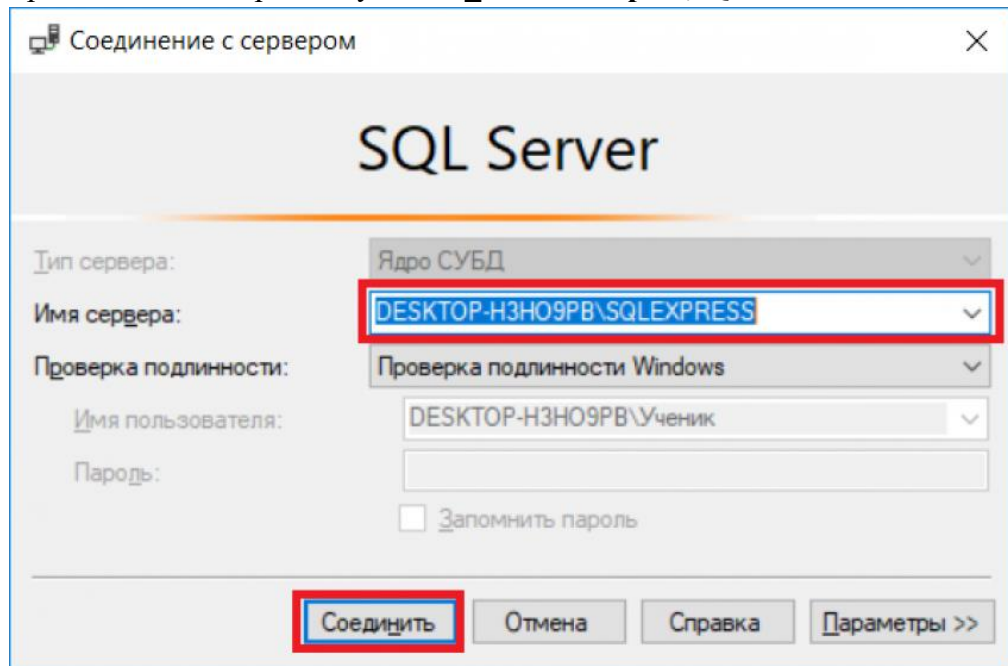 Соединение с сервером
SQL Server
Тип сервера: Ядро СУБД
Имя сервера: DESKTOP-H3HO9PB\SQLEXPRESS
Проверка подлинности: Проверка подлинности Windows
Имя пользователя: DESKTOP-H3HO9PB\Ученик
Пароль:
Запомнить пароль
Соединить Отмена Справка Параметры >>